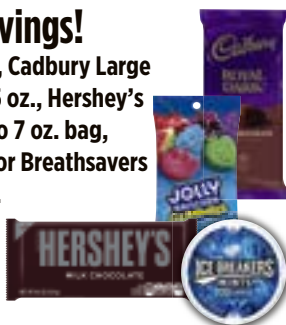 vings!
, Cadbury Large
oz., Hershey's
o 7 oz. bag,
or Breathsavers
Cadbury
ROYAL
DARK
JOLLY
HERSHEY'S
MILK CHOCOLATE
ICE BREAKERS
MINTS